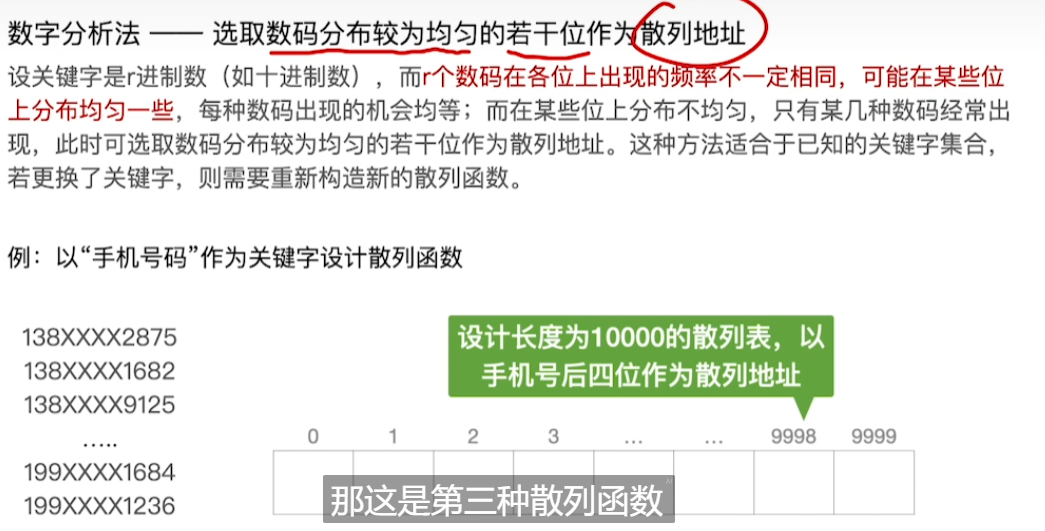 数字分析法 —— 选取数码分布较为均匀的若干位作为散列地址
设关键字是r进制数（如十进制数），而r个数码在各位上出现的频率不一定相同，可能在某些位
上分布均匀一些，每种数码出现的机会均等；而在某些位上分布不均匀，只有某几种数码经常出
现，此时可选取数码分布较为均匀的若干位作为散列地址。这种方法适合于已知的关键字集合，
若更换了关键字，则需要重新构造新的散列函数。
例：以“手机号码”作为关键字设计散列函数
138XXXX2875
138XXXX1682
138XXXX9125
…..
199XXXX1684
199XXXX1236
设计长度为10000的散列表，以
手机号后四位作为散列地址
0 1 2 3 … … 9998 9999
那这是第三种散列函数
AI